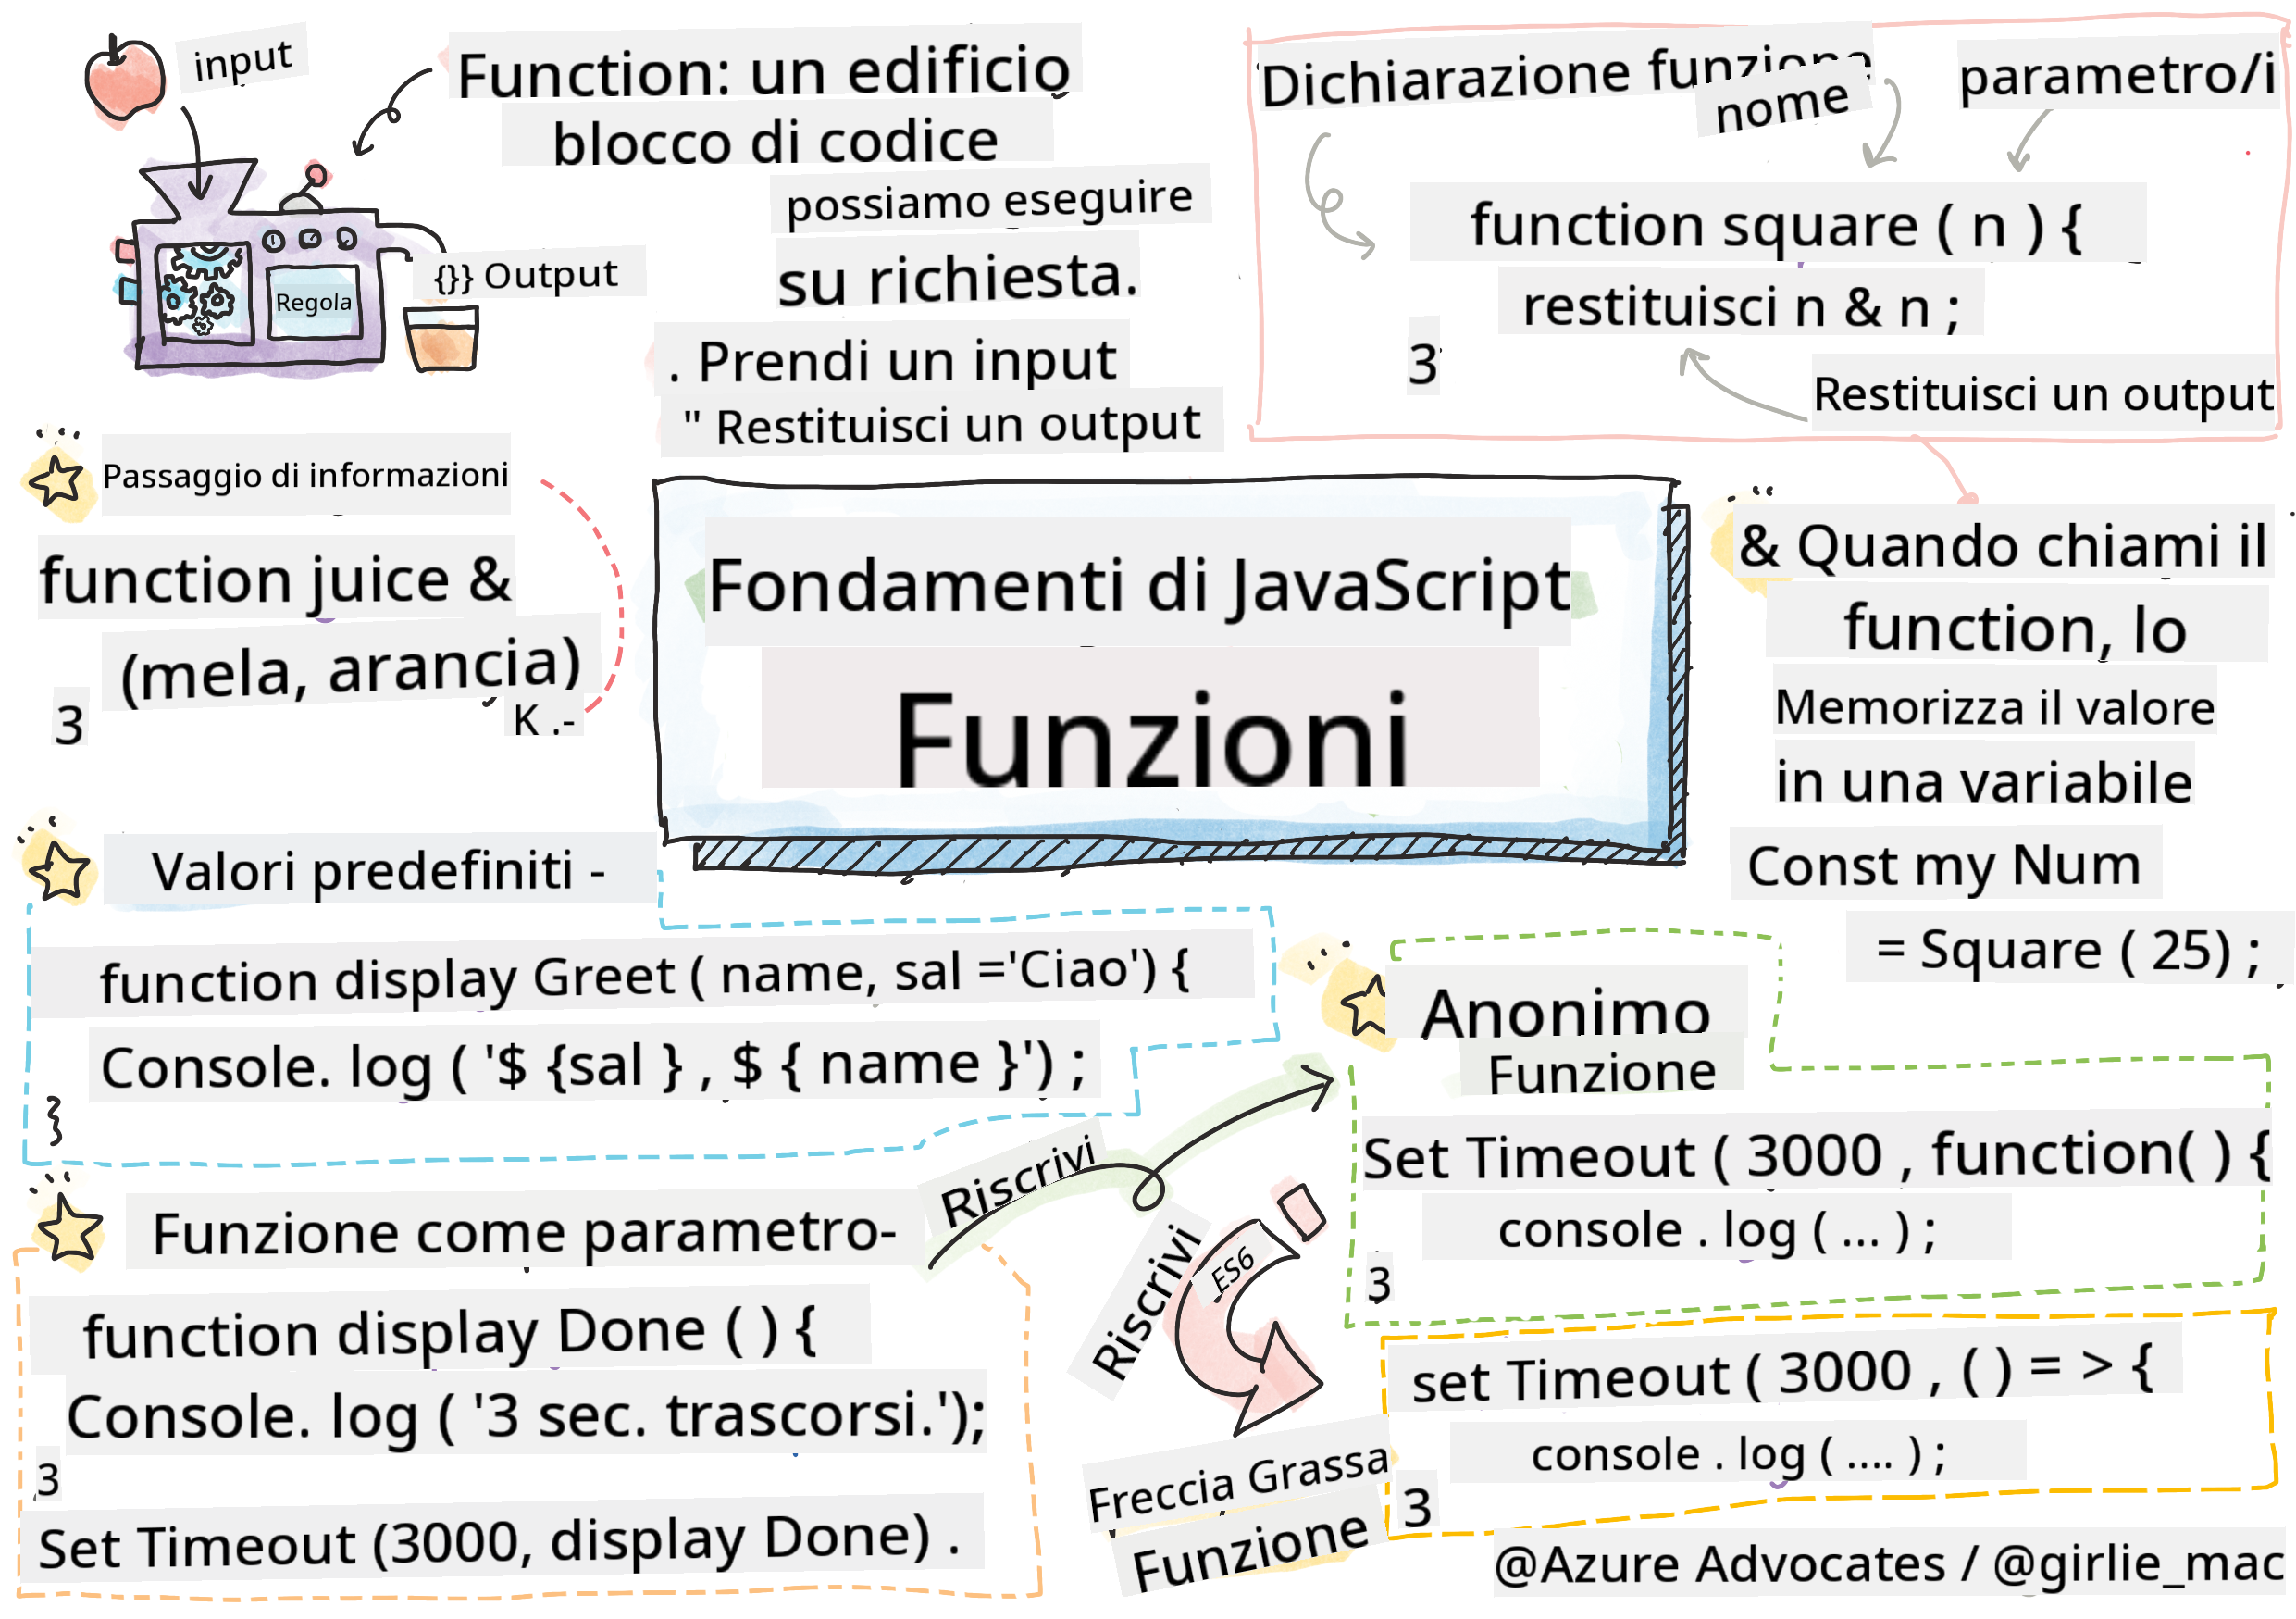 input
Function: un edificio
blocco di codice
possiamo eseguire
su richiesta.
. Prendi un input
" Restituisci un output
{}} Output
Regola
Dichiarazione funzione
nome
parametro/i
function square ( n ) {
restituisci n & n ;
3
Restituisci un output
Passaggio di informazioni
function juice &
(mela, arancia)
3
K .-
Fondamenti di JavaScript
Funzioni
& Quando chiami il
function, lo
Memorizza il valore
in una variabile
Const my Num
= Square ( 25) ;
Valori predefiniti -
function display Greet ( name, sal ='Ciao') {
Console. log ( '$ {sal } , $ { name }') ;
}
Funzione come parametro-
function display Done ( ) {
Console. log ( '3 sec. trascorsi.');
3
Set Timeout (3000, display Done) .
Riscrivi
Anonimo
Funzione
Set Timeout ( 3000 , function( ) {
console . log ( ... ) ;
3
Riscrivi
ES6
Freccia Grassa
Funzione
set Timeout ( 3000 , ( ) = > {
console . log ( .... ) ;
3
@Azure Advocates / @girlie_mac